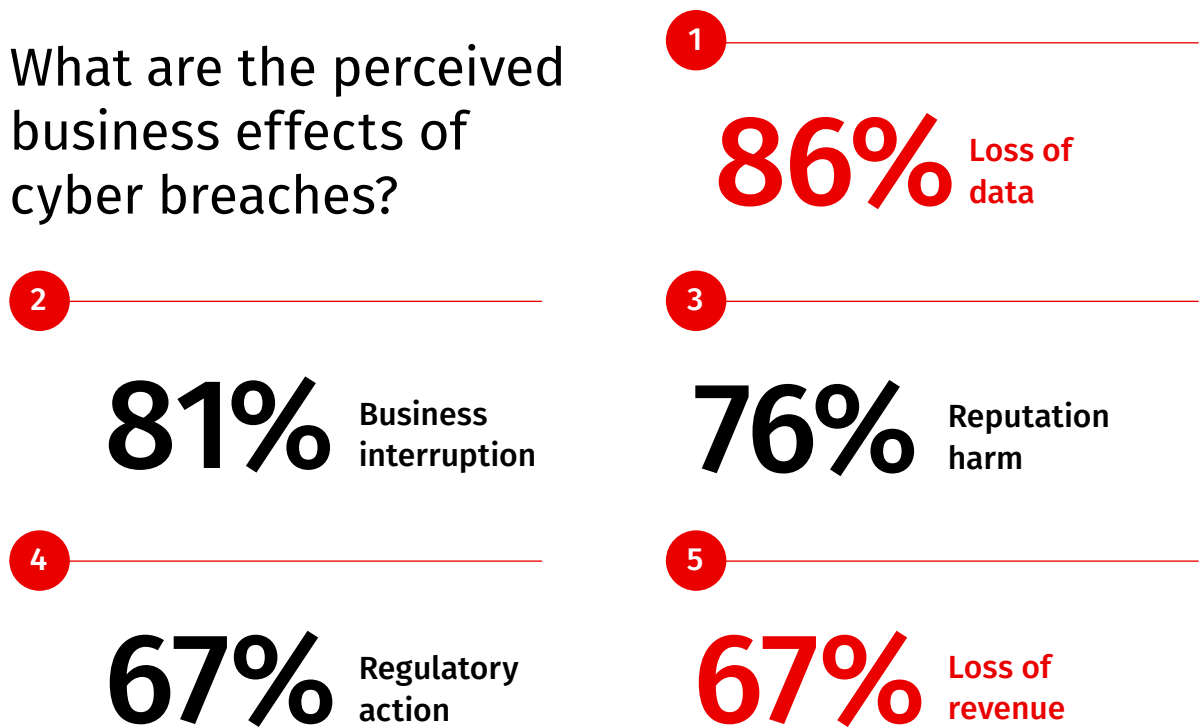 What are the perceived
business effects of
cyber breaches?
1
86%
Loss of
data
2
81%
Business
interruption
3
76%
Reputation
harm
4
67%
Regulatory
action
5
67%
Loss of
revenue